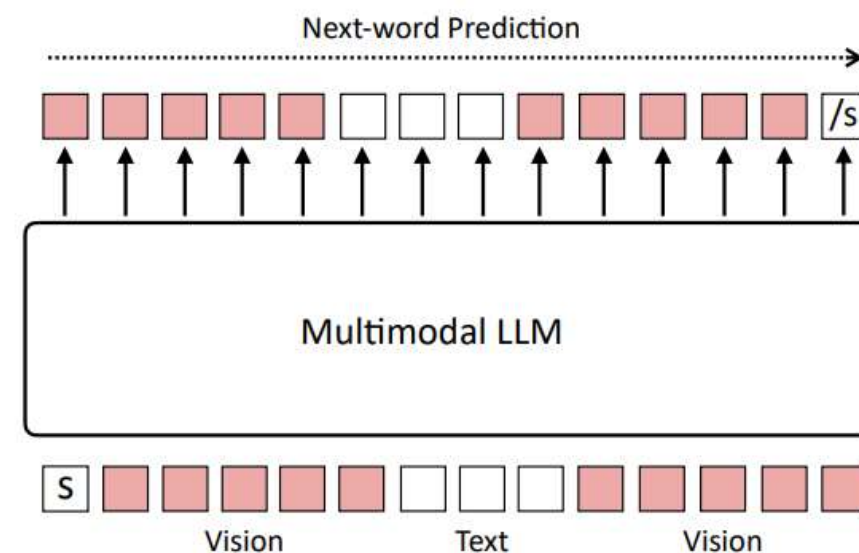 Next-word Prediction
/s
Multimodal LLM
S
Vision Text Vision